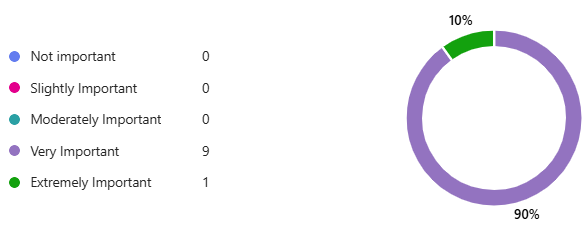 10%
Not important 0
Slightly Important 0
Moderately Important 0
Very Important 9
Extremely Important 1
90%